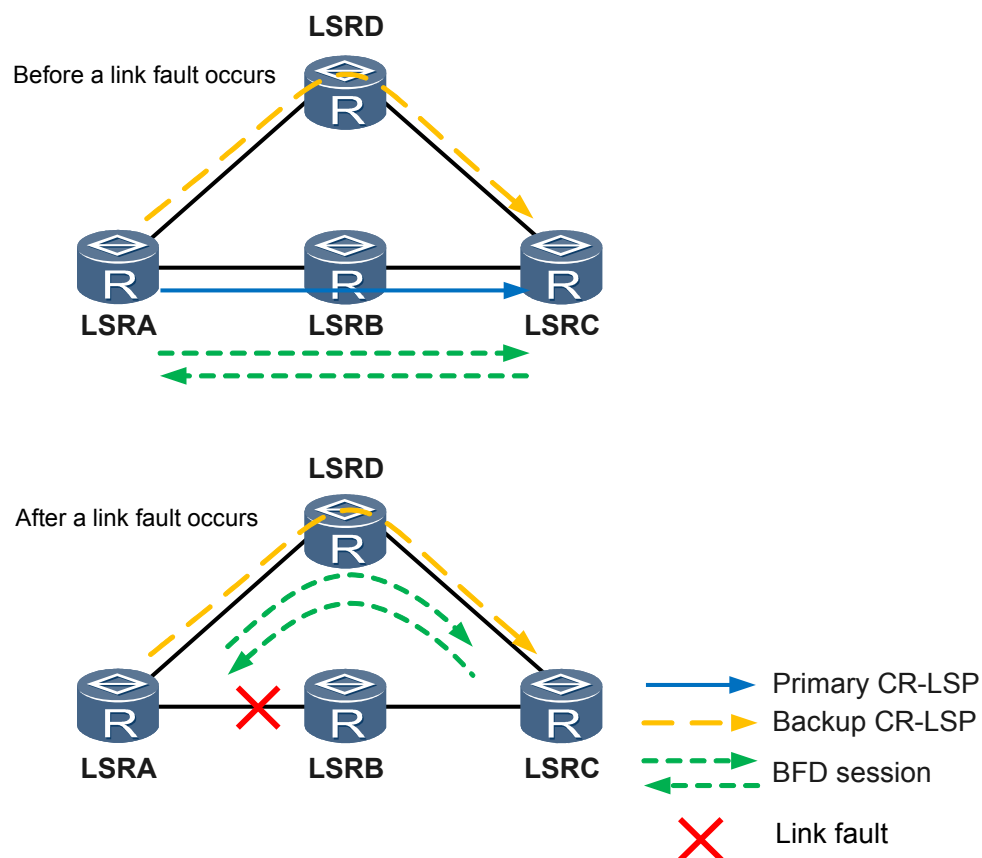 LSRD
Before a link fault occurs
R
R
R
R
LSRA
LSRB
LSRC
LSRD
After a link fault occurs
R
R
R
R
LSRA
LSRB
LSRC
Primary CR-LSP
Backup CR-LSP
BFD session
Link fault